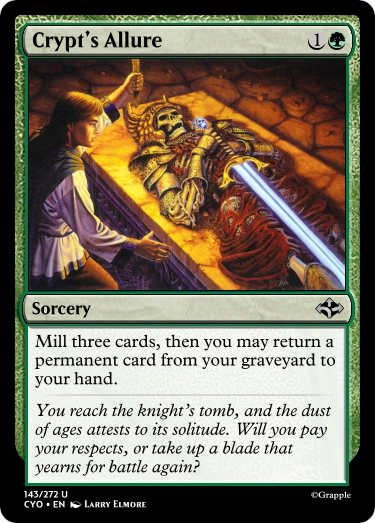 Crypt's Allure 1
Sorcery
Mill three cards, then you may return a
permanent card from your graveyard to
your hand.
You reach the knight's tomb, and the dust
of ages attests to its solitude. Will you pay
your respects, or take up a blade that
yearns for battle again?
143/272 U
CYO • EN Larry Elmore
©Grapple